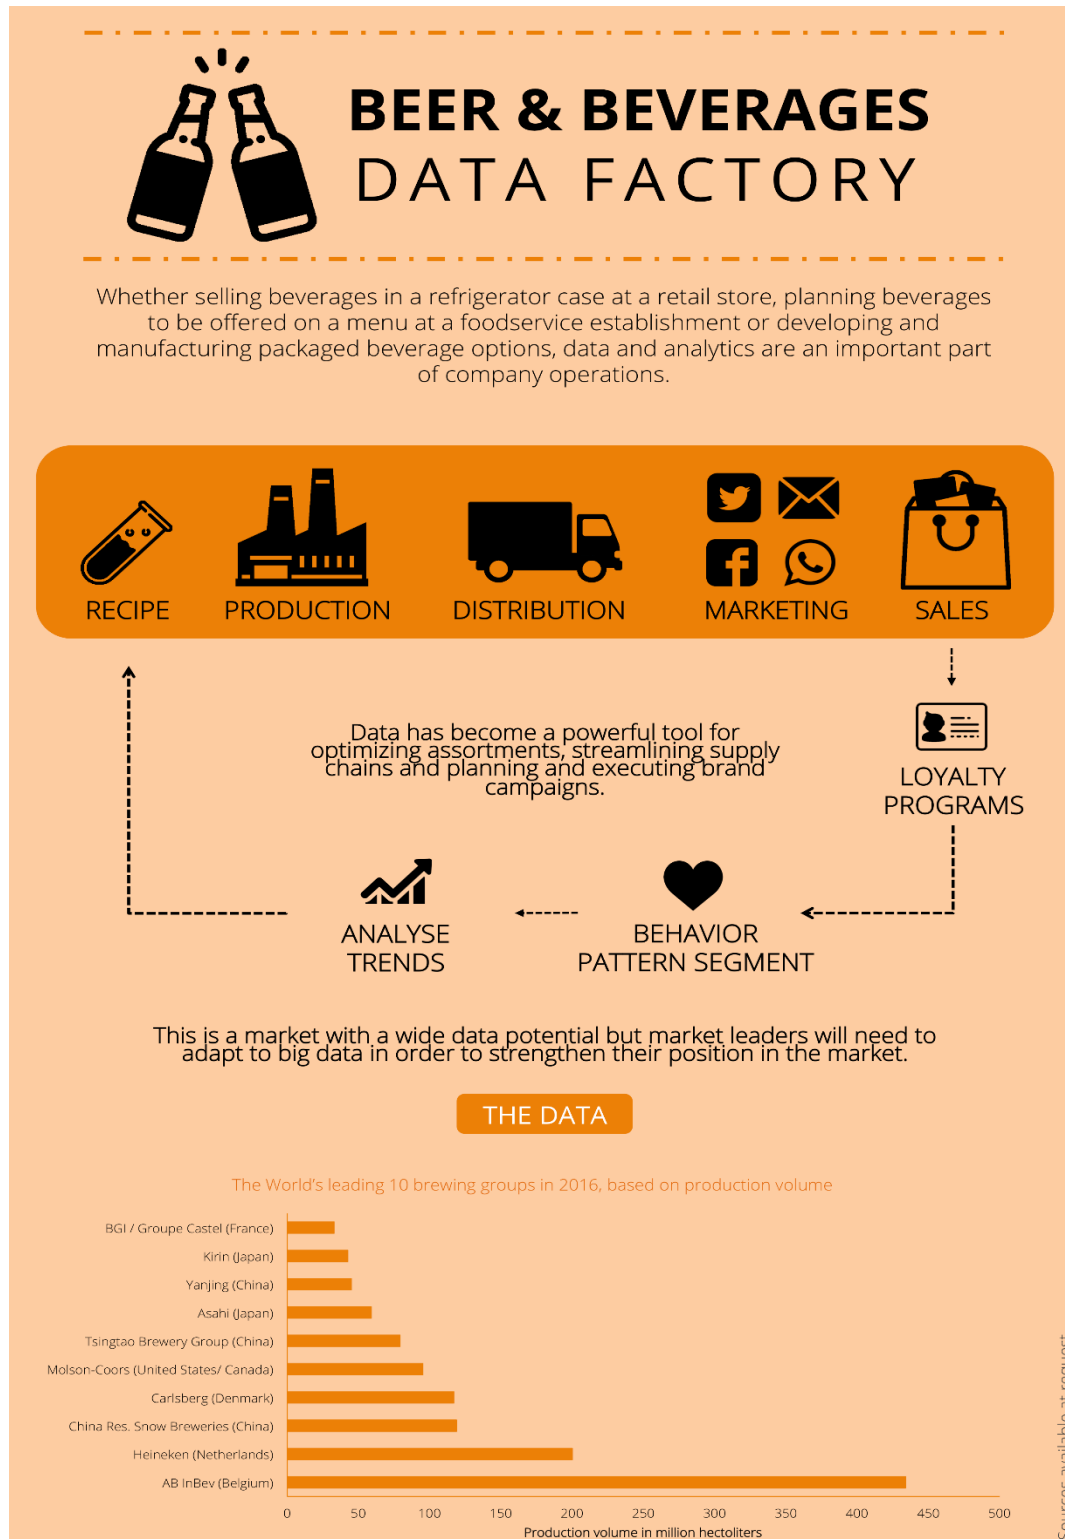 BEER & BEVERAGES
DATA FACTORY
Whether selling beverages in a refrigerator case at a retail store, planning beverages
to be offered on a menu at a foodservice establishment or developing and
manufacturing packaged beverage options, data and analytics are an important part
of company operations.
RECIPE
PRODUCTION
DISTRIBUTION
MARKETING
SALES
Data has become a powerful tool for
optimizing assortments, streamlining supply
chains and planning and executing brand
campaigns.
LOYALTY
PROGRAMS
ANALYSE
TRENDS
BEHAVIOR
PATTERN SEGMENT
This is a market with a wide data potential but market leaders will need to
adapt to big data in order to strengthen their position in the market.
THE DATA
The World's leading 10 brewing groups in 2016, based on production volume
BGI / Groupe Castel (France)
Kirin (Japan)
Yanjing (China)
Asahi (Japan)
Tsingtao Brewery Group (China)
Molson-Coors (United States/ Canada)
Carlsberg (Denmark)
China Res. Snow Breweries (China)
Heineken (Netherlands)
AB InBev (Belgium)
0 50 100 150 200 250 300 350 400 450 500
Production volume in million hectoliters
Sources available at request